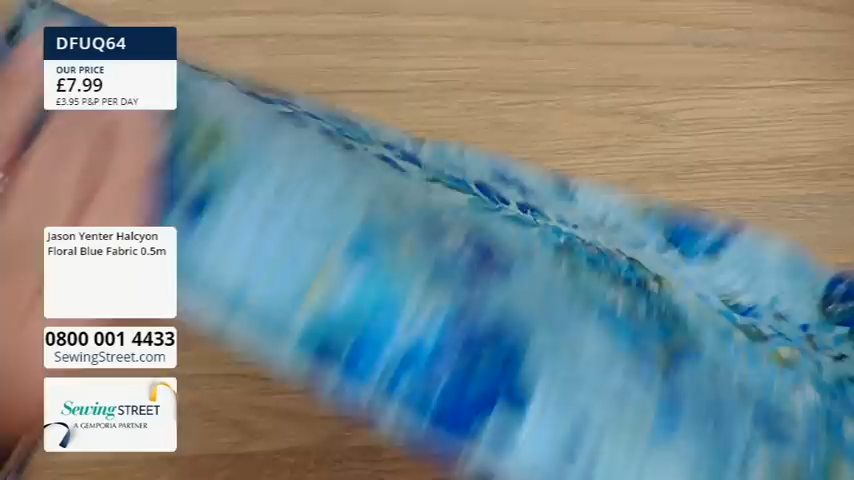 DFUQ64
OUR PRICE
£7.99
£3.95 P&P PER DAY
Jason Yenter Halcyon
Floral Blue Fabric 0.5m
0800 001 4433
SewingStreet.com
Sewing STREET
A GEMPORIA PARTNER